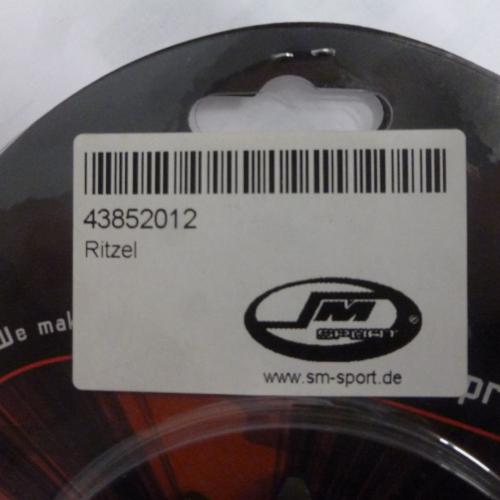 43852012
Ritzel
SM
SPORT
®
www.sm-sport.de
We mak
pr